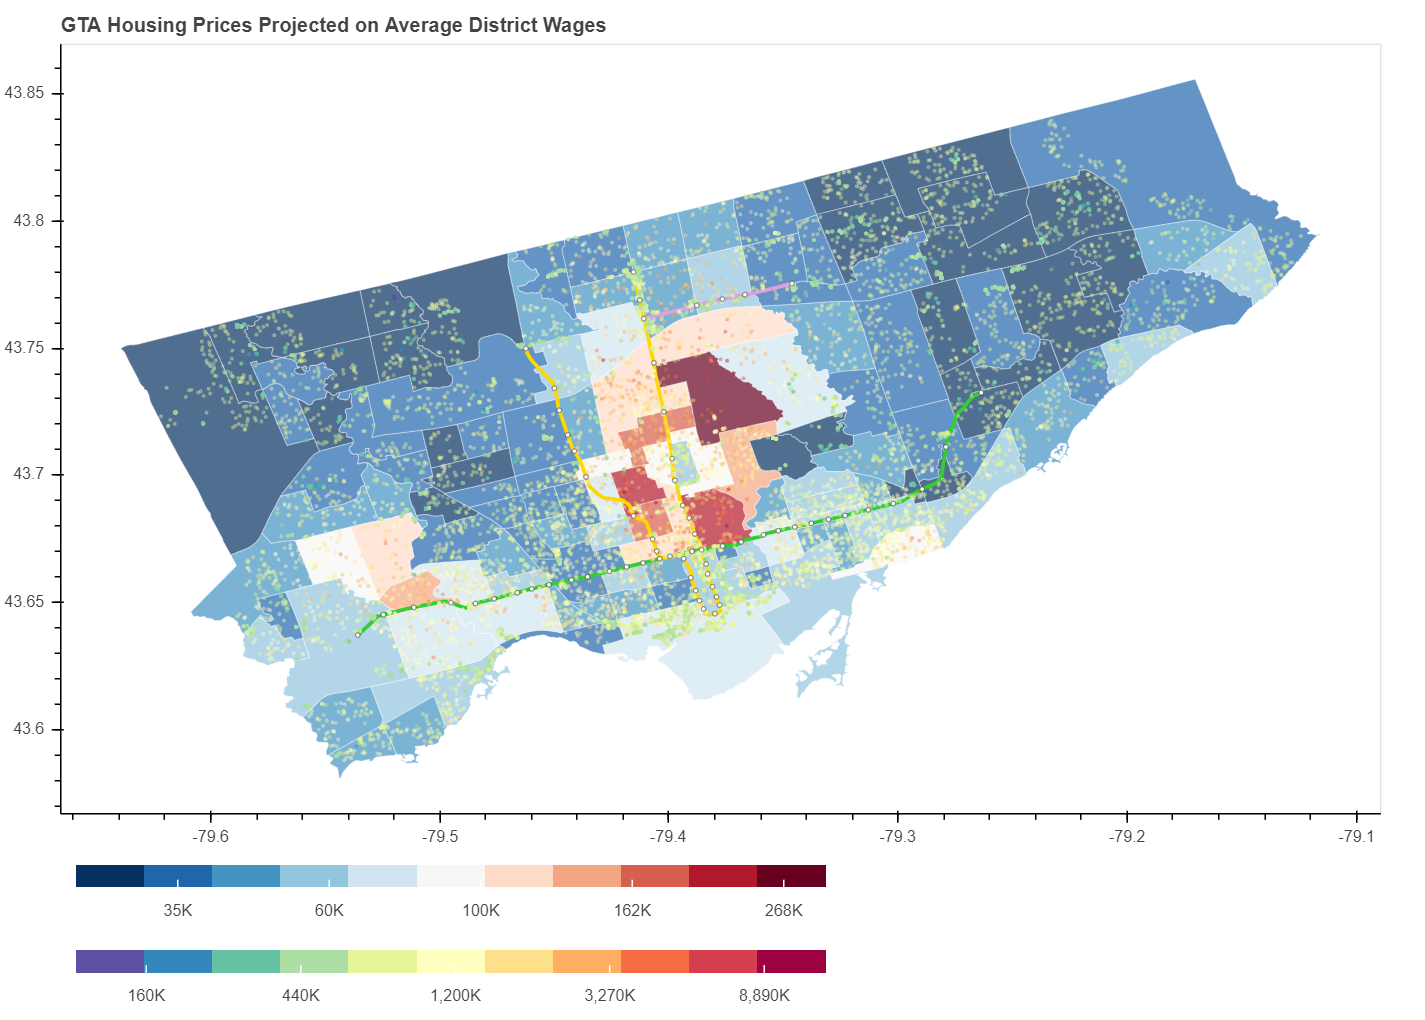 GTA Housing Prices Projected on Average District Wages
43.85
43.8
43.75
43.7
43.65
43.6
-79.6 -79.5 -79.4 -79.3 -79.2 -79.1
35K 60K 100K 162K 268K
160K 440K 1,200K 3,270K 8,890K